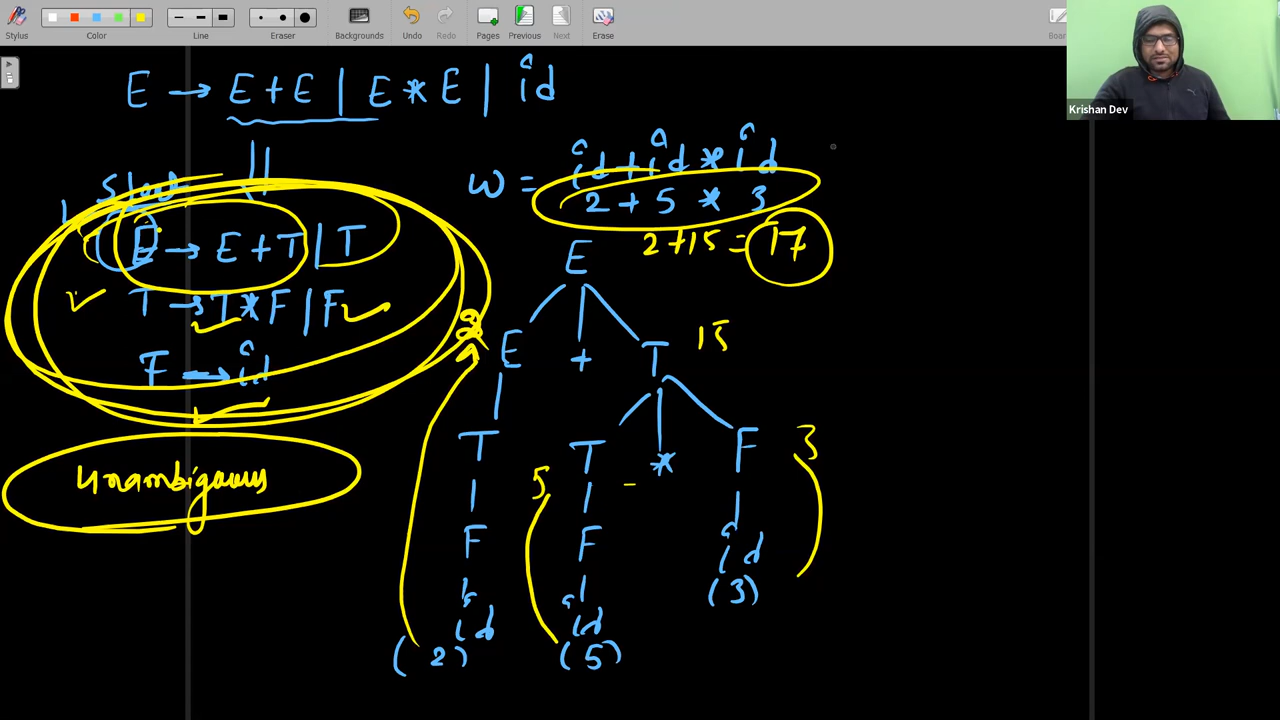 Stylus Color Line Eraser Backgrounds Undo Redo Pages Previous Next Erase
Krishan Dev
E → E + E | E * E | id
w = id + id * id
2 + 5 * 3
2 + 15 = 17
E → E + T | T
T → T * F | F
F → id
Unambiguous
E
2 E + T 15
T T * F 3
5
F F id
(3)
id id
(2) (5)